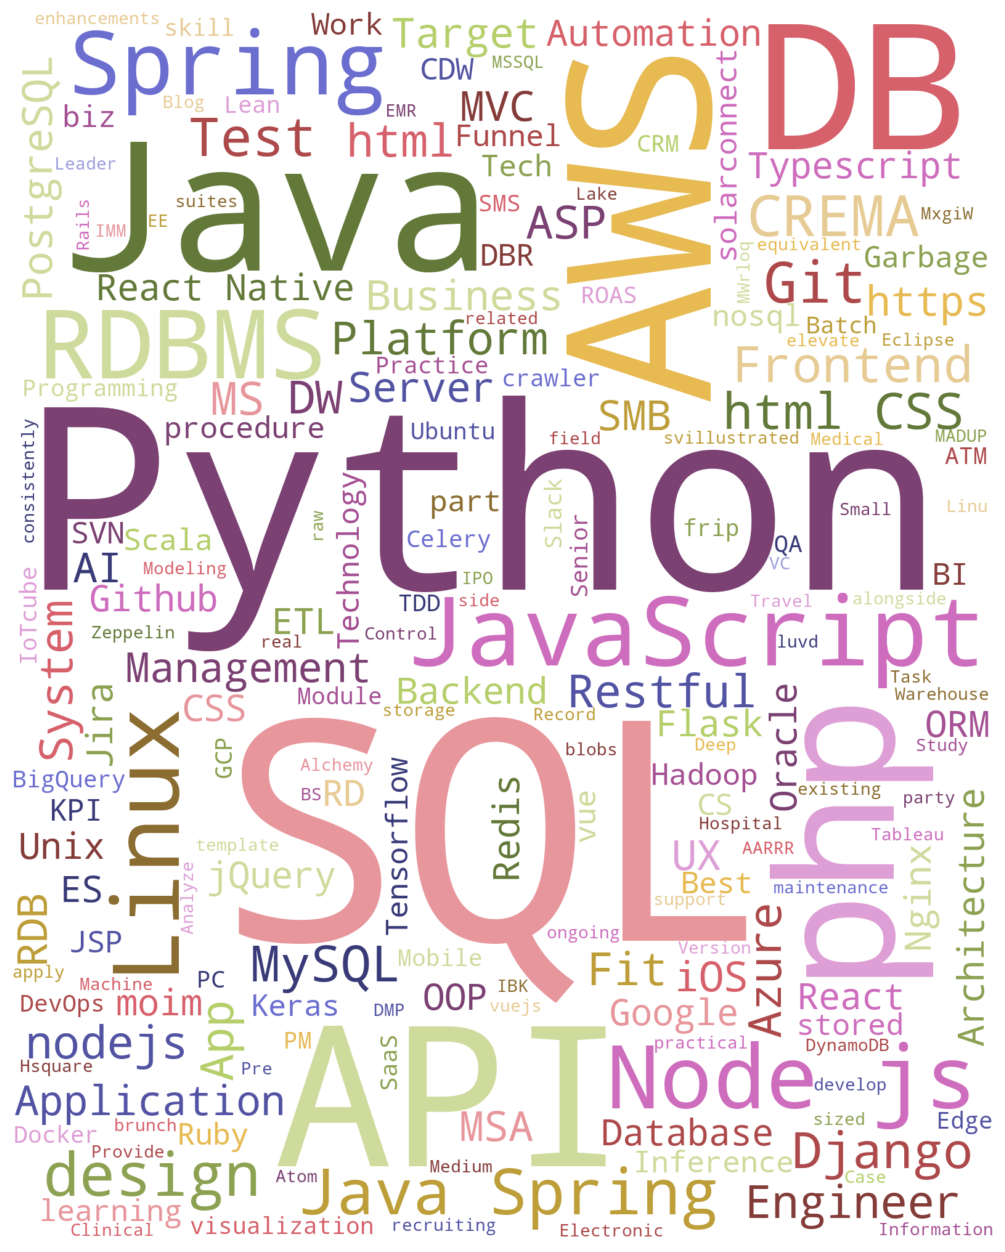 enhancements
skill
Work
Target
Automation
DB
Spring
CDW
MSSQL
AWS
solarconnect
PostgreSQL
biz
Blog
Lean
EMR
MVC
Test
html
Funnel
CRM
Typescript
Leader
Java
Tech
suites
SMS
Lake
ASP
CREMA
MxgiW
Rails
IMM
EE
DBR
MWrloq
equivalent
Garbage
React Native
Business
ROAS
Git
https
RDBMS
related
Platform
nosql
Batch
elevate
Eclipse
Practice
Frontend
Programming
MS
DW
Server
crawler
SMB
html CSS
procedure
Ubuntu
field
svillustrated
Medical
MADUP
ATM
consistently
Python
Technology
raw
part
Slack
Senior
frip
Small
Linu
SVN
Scala
Celery
QA
VC
AI
Modeling
IPO
BI
IoTcube
Github
TDD
side
JavaScript
Travel
alongside
System
Zeppelin
ETL
real
Control
luvd
Management
Module
Backend
Restful
Task
Warehouse
Jira
Linux
CSS
storage
Record
Flask
Oracle
php
ORM
GCP
SQL
blobs
Deep
Study
BigQuery
Alchemy
Tensorflow
Hadoop
existing
KPI
BS
RD
Redis
vue
CS
party
Architecture
Unix
template
Hospital
AARRR
Tableau
Nginx
ES
Analyze
jQuery
UX
Best
maintenance
support
RDB
JSP
ongoing
Version
Azure
apply
Machine
PC
MySQL
Mobile
Fit
iOS
DevOps
moim
Keras
DMP
OOP
IBK
vuejs
Google
React
stored
nodejs
App
PM
API
SaaS
practical
DynamoDB
Hsquare
Pre
Node js
develop
Application
Edge
Docker
brunch
Ruby
MSA
Database
sized
Provide
design
Atom
Medium
Inference
Django
Case
Java Spring
Engineer
learning
Clinical
visualization
recruiting
Electronic
Information